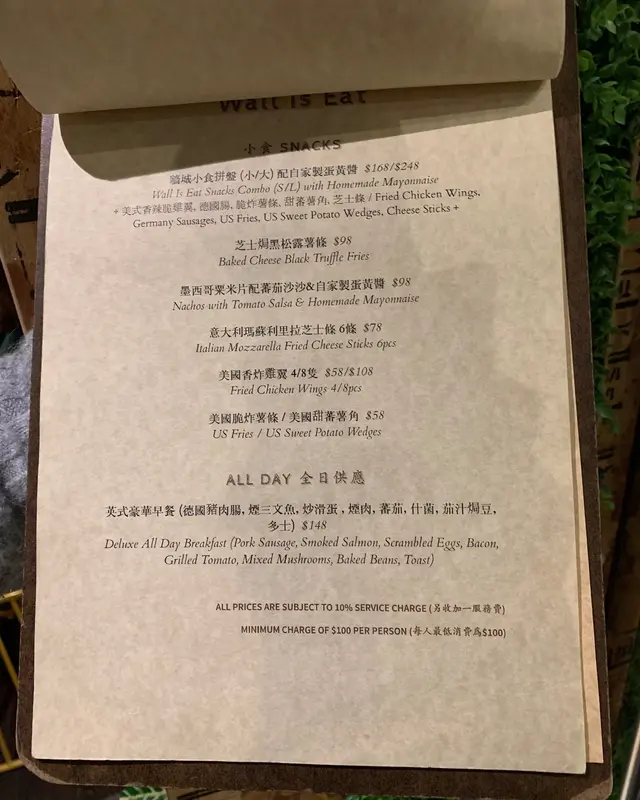 Wall Is Eat
小食 SNACKS
牆城小食拼盤 (小/大) 配自家製蛋黃醬 $168/$248
Wall Is Eat Snacks Combo (S/L) with Homemade Mayonnaise
+ 美式香辣脆雞翼, 德國腸, 脆炸薯條, 甜蕃薯角, 芝士條 / Fried Chicken Wings,
Germany Sausages, US Fries, US Sweet Potato Wedges, Cheese Sticks +
芝士焗黑松露薯條 $98
Baked Cheese Black Truffle Fries
墨西哥粟米片配蕃茄沙沙&自家製蛋黃醬 $98
Nachos with Tomato Salsa & Homemade Mayonnaise
意大利瑪蘇利里拉芝士條 6條 $78
Italian Mozzarella Fried Cheese Sticks 6pcs
美國香炸雞翼 4/8隻 $58/$108
Fried Chicken Wings 4/8pcs
美國脆炸薯條 / 美國甜蕃薯角 $58
US Fries / US Sweet Potato Wedges
ALL DAY 全日供應
英式豪華早餐 (德國豬肉腸, 煙三文魚, 炒滑蛋 , 煙肉, 蕃茄, 什菌, 茄汁焗豆,
多士) $148
Deluxe All Day Breakfast (Pork Sausage, Smoked Salmon, Scrambled Eggs, Bacon,
Grilled Tomato, Mixed Mushrooms, Baked Beans, Toast)
ALL PRICES ARE SUBJECT TO 10% SERVICE CHARGE (另收加一服務費)
MINIMUM CHARGE OF $100 PER PERSON (每人最低消費為$100)